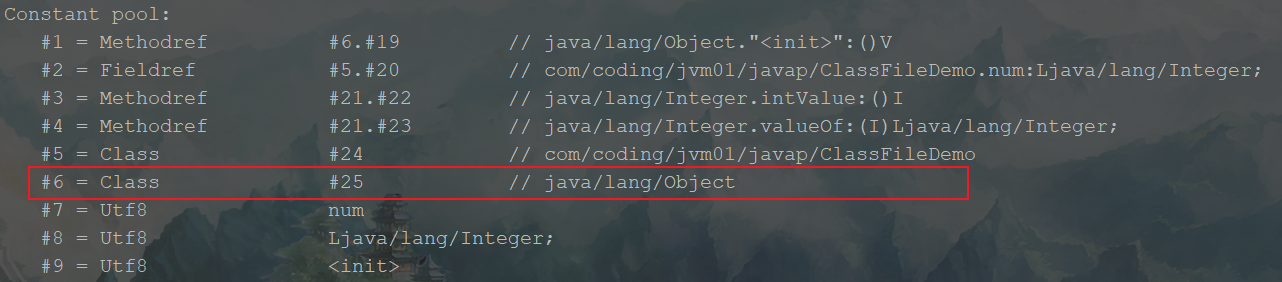 Constant pool:
#1 = Methodref #6.#19 // java/lang/Object."<init>":()V
#2 = Fieldref #5.#20 // com/coding/jvm01/javap/ClassFileDemo.num:Ljava/lang/Integer;
#3 = Methodref #21.#22 // java/lang/Integer.intValue:()I
#4 = Methodref #21.#23 // java/lang/Integer.valueOf:(I)Ljava/lang/Integer;
#5 = Class #24 // com/coding/jvm01/javap/ClassFileDemo
#6 = Class #25 // java/lang/Object
#7 = Utf8 num
#8 = Utf8 Ljava/lang/Integer;
#9 = Utf8 <init>